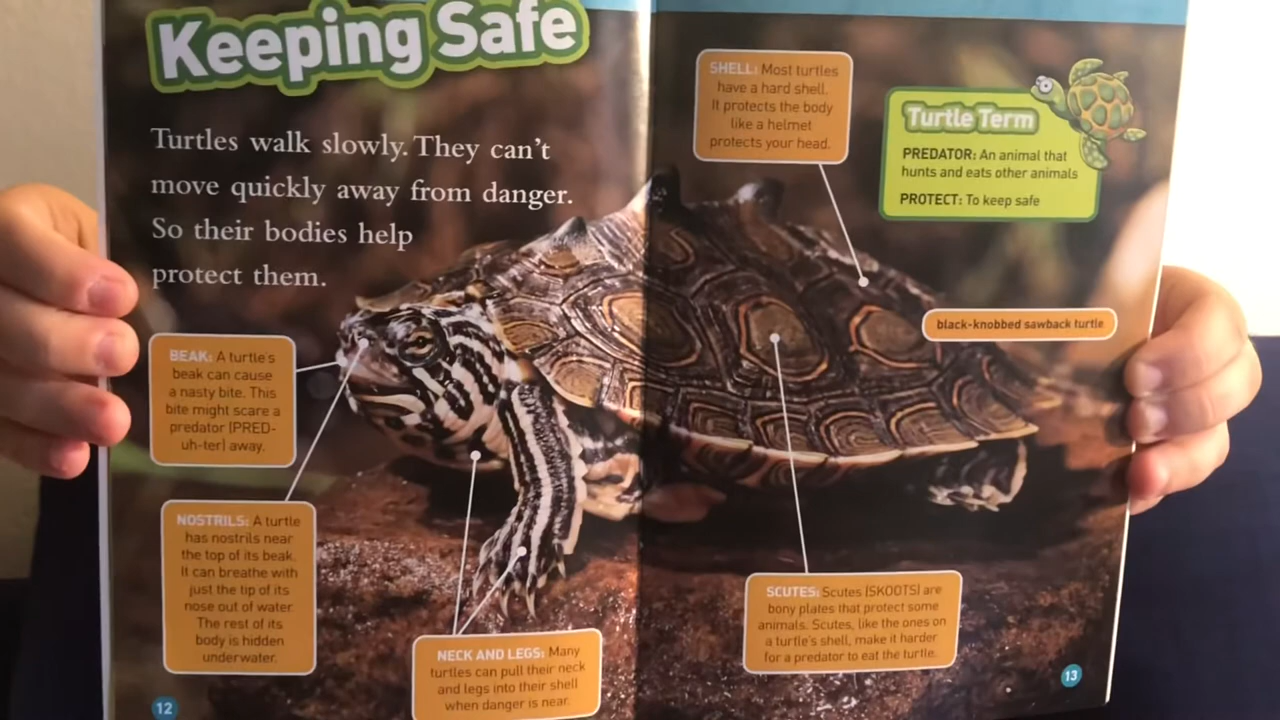 Keeping Safe
Turtles walk slowly. They can't
move quickly away from danger.
So their bodies help
protect them.
BEAK: A turtle's
beak can cause
a nasty bite. This
bite might scare a
predator (PRED-
uh-ter) away.
NOSTRILS: A turtle
has nostrils near
the top of its beak.
It can breathe with
just the tip of its
nose out of water.
The rest of its
body is hidden
underwater.
NECK AND LEGS: Many
turtles can pull their neck
and legs into their shell
when danger is near.
12
SHELL: Most turtles
have a hard shell.
It protects the body
like a helmet
protects your head.
Turtle Term
PREDATOR: An animal that
hunts and eats other animals
PROTECT: To keep safe
black-knobbed sawback turtle
SCUTES: Scutes (SKOOTS) are
bony plates that protect some
animals. Scutes, like the ones on
a turtle's shell, make it harder
for a predator to eat the turtle.
13